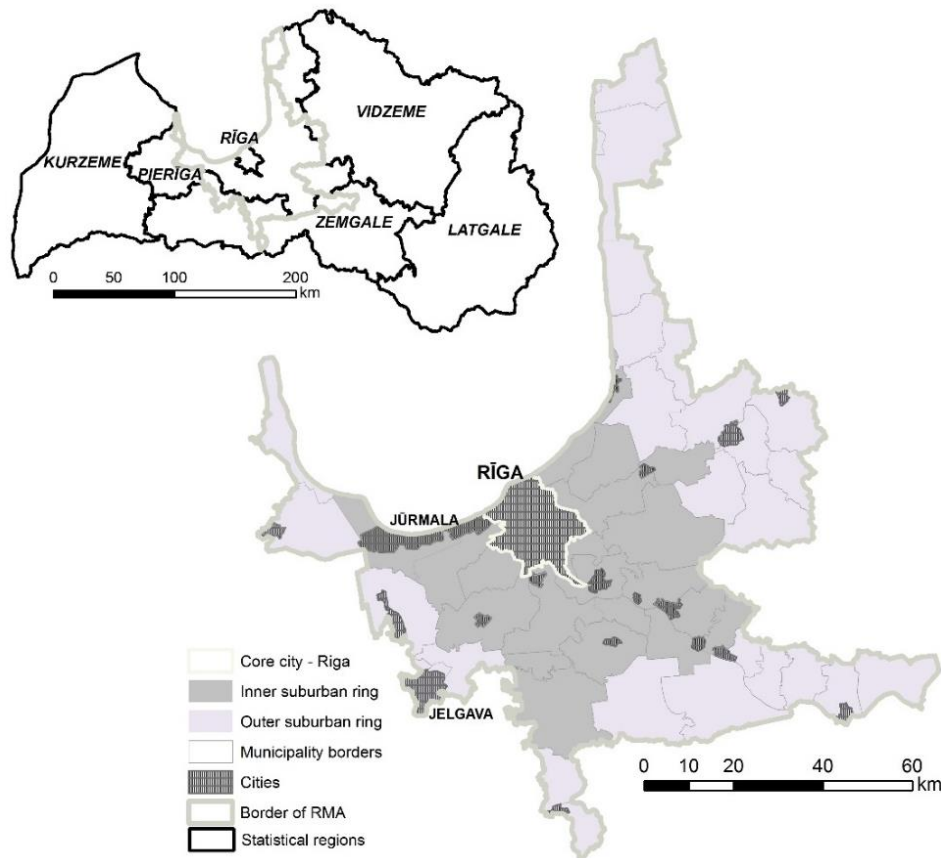 VIDZEME
RĪGA
KURZEME
PIERĪGA
ZEMGALE
LATGALE
0 50 100 200
km
RĪGA
JŪRMALA
JELGAVA
Core city - Riga
Inner suburban ring
Outer suburban ring
Municipality borders
Cities
Border of RMA
Statistical regions
0 10 20 40 60
km